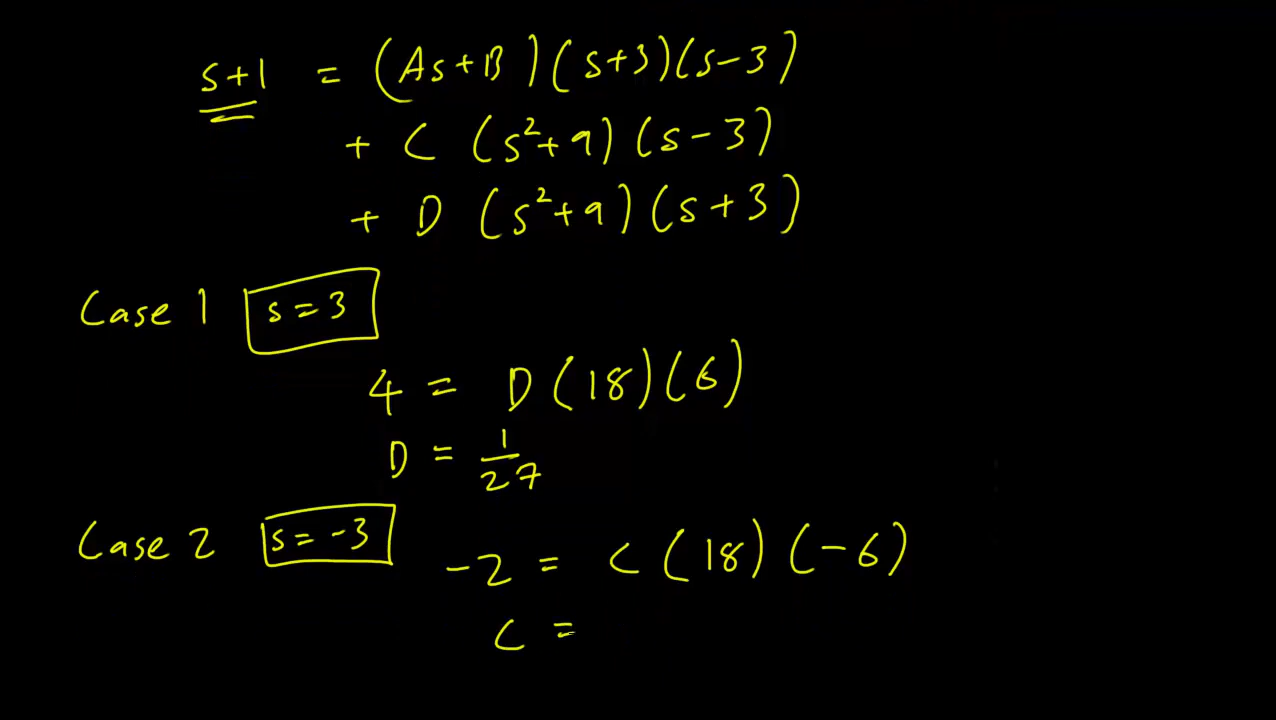 s+1 = (As+B)(s+3)(s-3)
+ C (s²+9)(s-3)
+ D (s²+9)(s+3)
Case 1 s=3
4 = D(18)(6)
D = 1/27
Case 2 s=-3
-2 = C(18)(-6)
C =